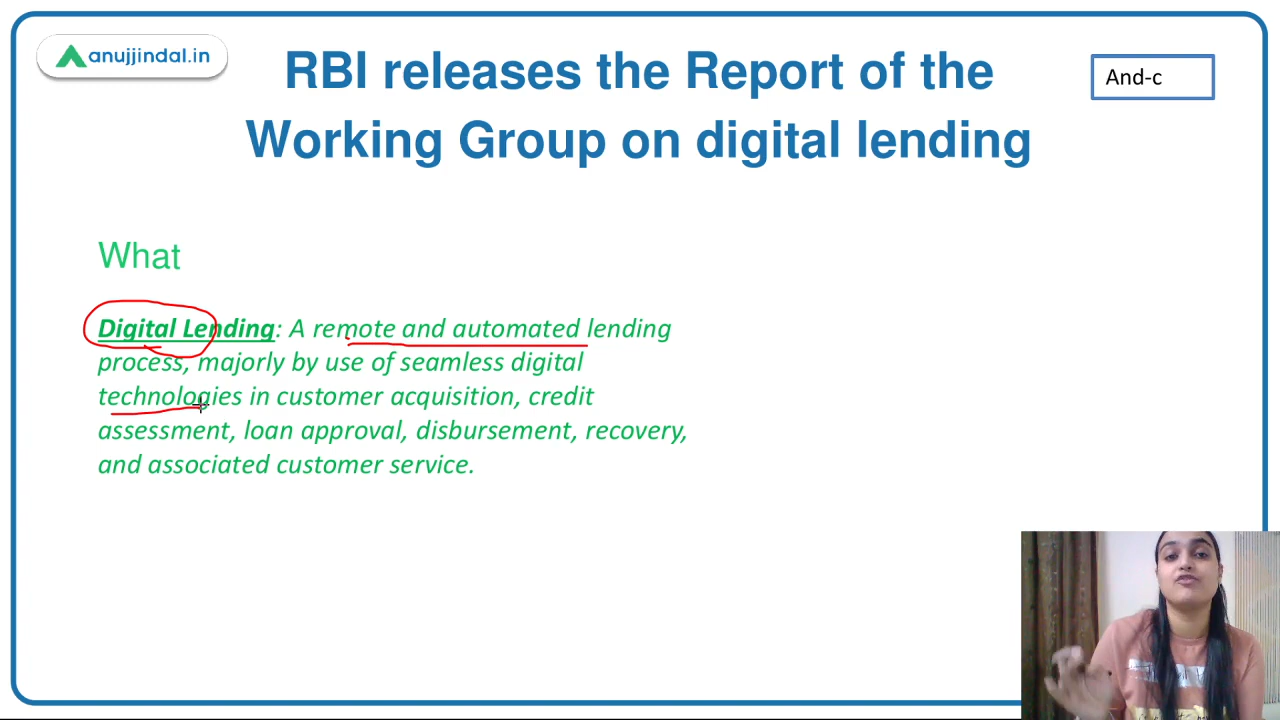 anujjindal.in
RBI releases the Report of the
Working Group on digital lending
And-c
What
Digital Lending: A remote and automated lending
process, majorly by use of seamless digital
technologies in customer acquisition, credit
assessment, loan approval, disbursement, recovery,
and associated customer service.